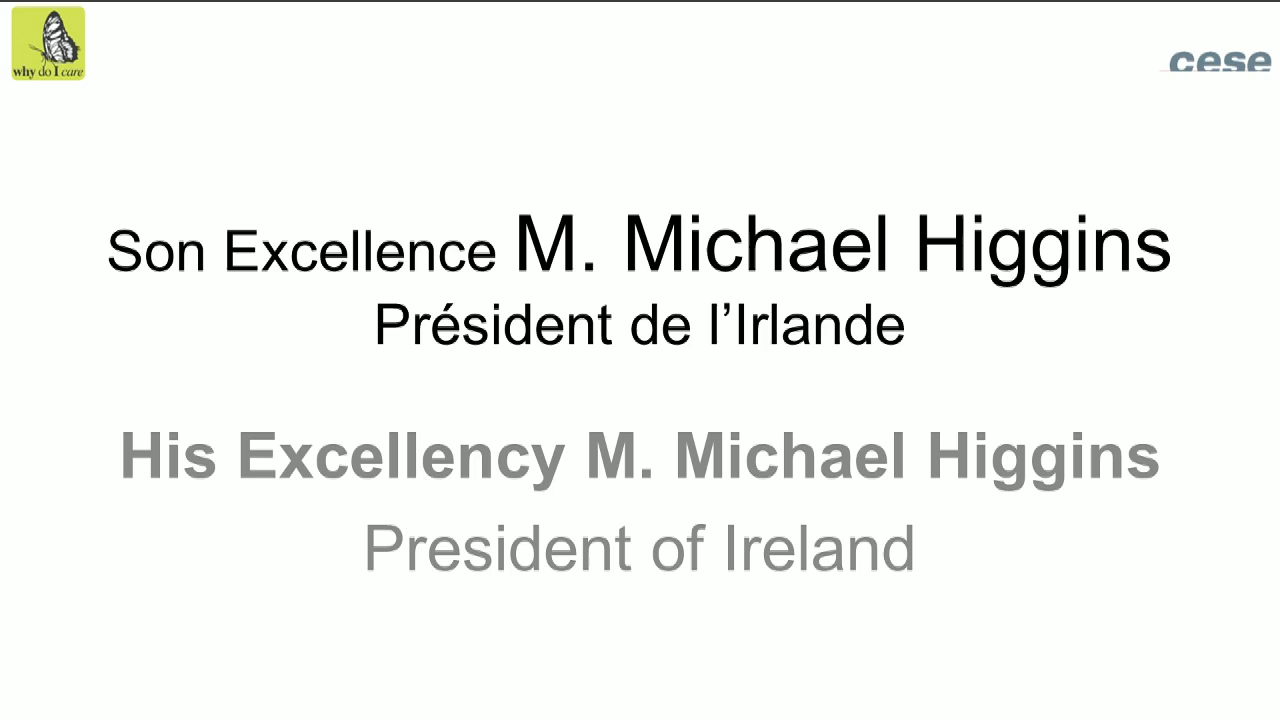 why do I care
cese
Son Excellence M. Michael Higgins
Président de l’Irlande
His Excellency M. Michael Higgins
President of Ireland